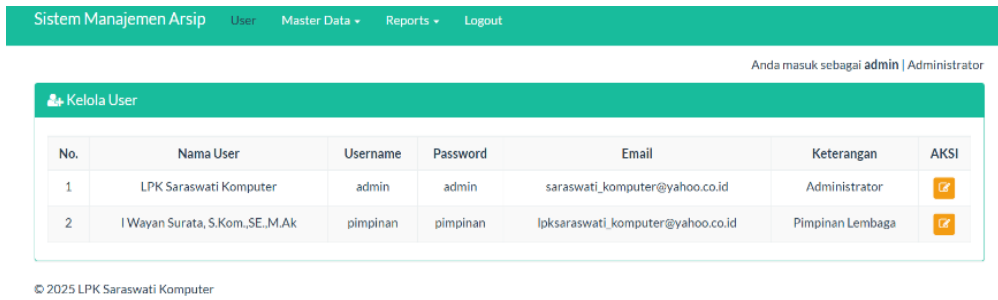 Sistem Manajemen Arsip User Master Data Reports Logout
Anda masuk sebagai admin | Administrator
Kelola User
No. Nama User Username Password Email Keterangan AKSI
1 LPK Saraswati Komputer admin admin saraswati_komputer@yahoo.co.id Administrator
2 I Wayan Surata, S.Kom.,SE.,M.Ak pimpinan pimpinan lpksaraswati_komputer@yahoo.co.id Pimpinan Lembaga
© 2025 LPK Saraswati Komputer